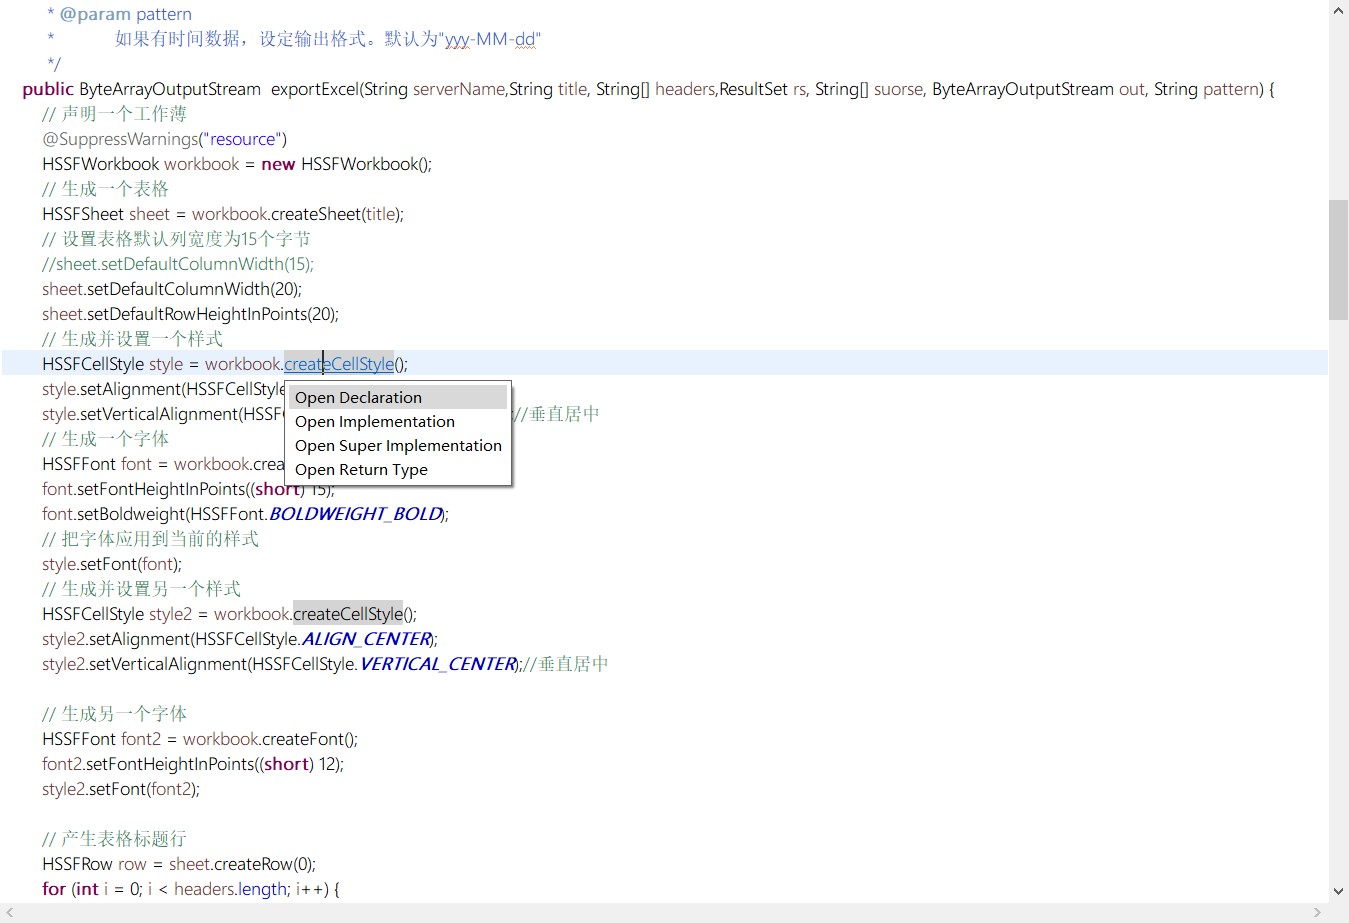 * @param pattern
* 如果有时间数据，设定输出格式。默认为"yyy-MM-dd"
*/
public ByteArrayOutputStream exportExcel(String serverName,String title, String[] headers,ResultSet rs, String[] suorse, ByteArrayOutputStream out, String pattern) {
// 声明一个工作薄
@SuppressWarnings("resource")
HSSFWorkbook workbook = new HSSFWorkbook();
// 生成一个表格
HSSFSheet sheet = workbook.createSheet(title);
// 设置表格默认列宽度为15个字节
//sheet.setDefaultColumnWidth(15);
sheet.setDefaultColumnWidth(20);
sheet.setDefaultRowHeightInPoints(20);
// 生成并设置一个样式
HSSFCellStyle style = workbook.createCellStyle();
style.setAlignment(HSSFCellStyle
Open Declaration
style.setVerticalAlignment(HSSF
;//垂直居中
Open Implementation
// 生成一个字体
Open Super Implementation
HSSFFont font = workbook.crea
Open Return Type
font.setFontHeightInPoints((short) 15);
font.setBoldweight(HSSFFont.BOLDWEIGHT_BOLD);
// 把字体应用到当前的样式
style.setFont(font);
// 生成并设置另一个样式
HSSFCellStyle style2 = workbook.createCellStyle();
style2.setAlignment(HSSFCellStyle.ALIGN_CENTER);
style2.setVerticalAlignment(HSSFCellStyle.VERTICAL_CENTER);//垂直居中
// 生成另一个字体
HSSFFont font2 = workbook.createFont();
font2.setFontHeightInPoints((short) 12);
style2.setFont(font2);
// 产生表格标题行
HSSFRow row = sheet.createRow(0);
for (int i = 0; i < headers.length; i++) {